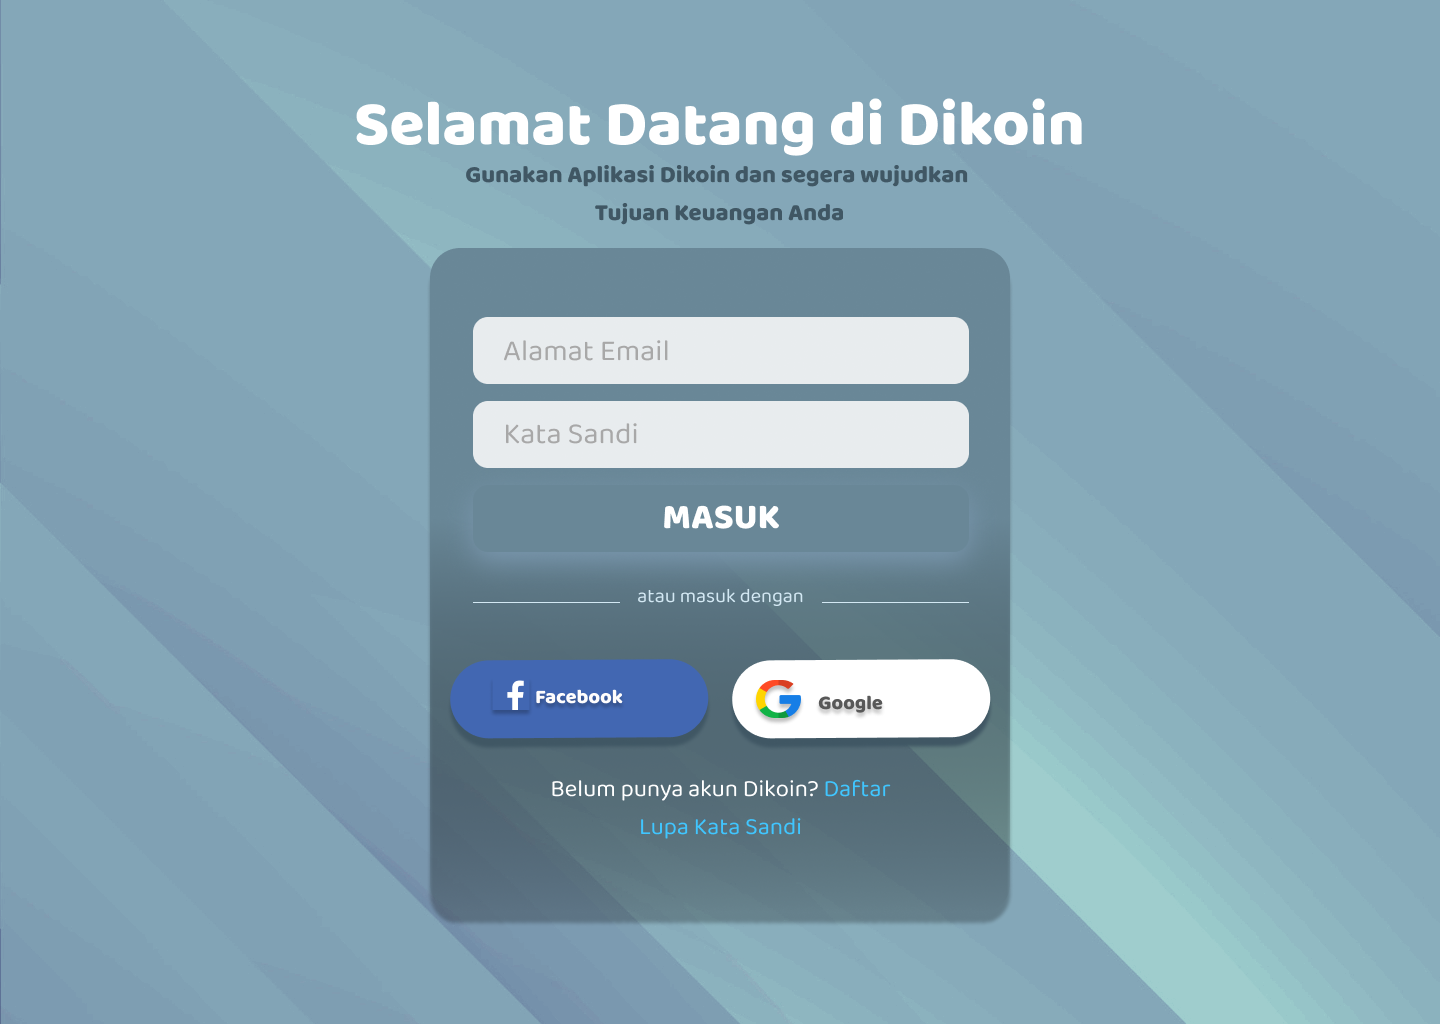 Selamat Datang di Dikoin
Gunakan Aplikasi Dikoin dan segera wujudkan
Tujuan Keuangan Anda
Alamat Email
Kata Sandi
MASUK
atau masuk dengan
Facebook
Google
Belum punya akun Dikoin? Daftar
Lupa Kata Sandi